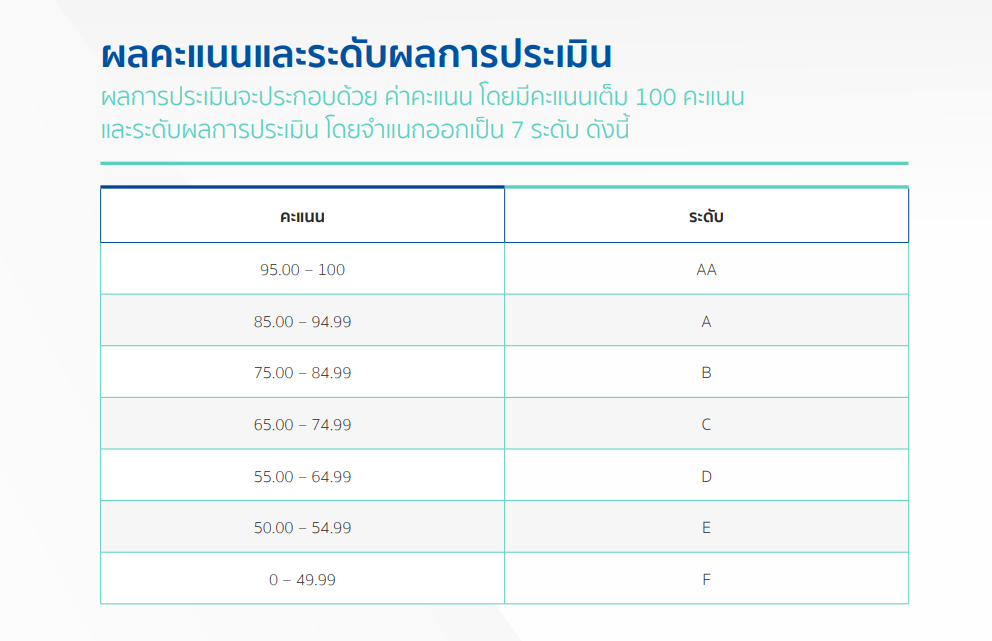 ผลคะแนนและระดับผลการประเมิน
ผลการประเมินจะประกอบด้วย ค่าคะแนน โดยมีคะแนนเต็ม 100 คะแนน
และระดับผลการประเมิน โดยจำแนกออกเป็น 7 ระดับ ดังนี้
คะแนน ระดับ
95.00 – 100 AA
85.00 – 94.99 A
75.00 – 84.99 B
65.00 – 74.99 C
55.00 – 64.99 D
50.00 – 54.99 E
0 – 49.99 F